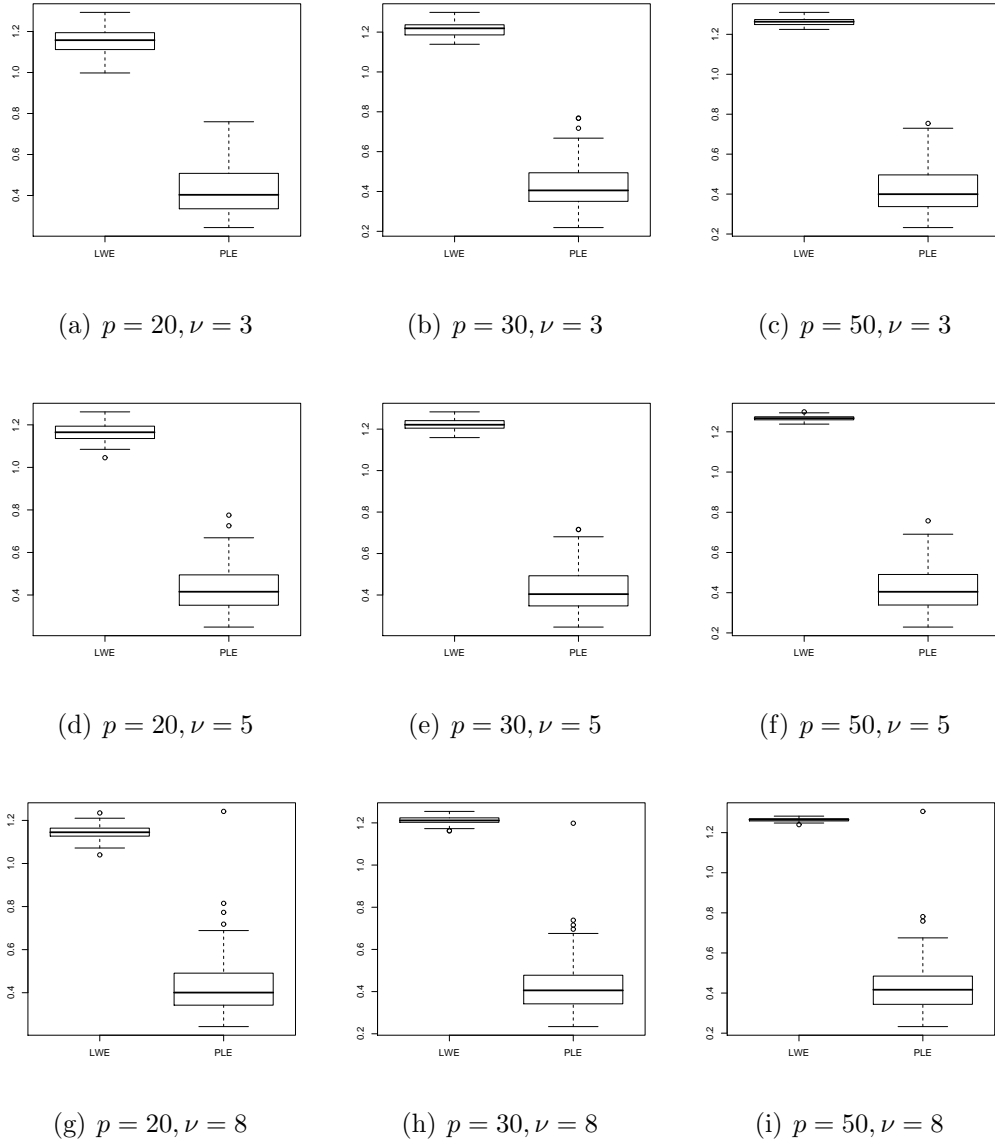 1.2
1.0
0.8
0.6
0.4
LWE PLE
1.2
1.0
0.8
0.6
0.4
0.2
LWE PLE
1.2
1.0
0.8
0.6
0.4
0.2
LWE PLE
(a) p = 20, ν = 3
(b) p = 30, ν = 3
(c) p = 50, ν = 3
1.2
1.0
0.8
0.6
0.4
LWE PLE
1.2
1.0
0.8
0.6
0.4
LWE PLE
1.2
1.0
0.8
0.6
0.4
0.2
LWE PLE
(d) p = 20, ν = 5
(e) p = 30, ν = 5
(f) p = 50, ν = 5
1.2
1.0
0.8
0.6
0.4
LWE PLE
1.2
1.0
0.8
0.6
0.4
0.2
LWE PLE
1.2
1.0
0.8
0.6
0.4
0.2
LWE PLE
(g) p = 20, ν = 8
(h) p = 30, ν = 8
(i) p = 50, ν = 8